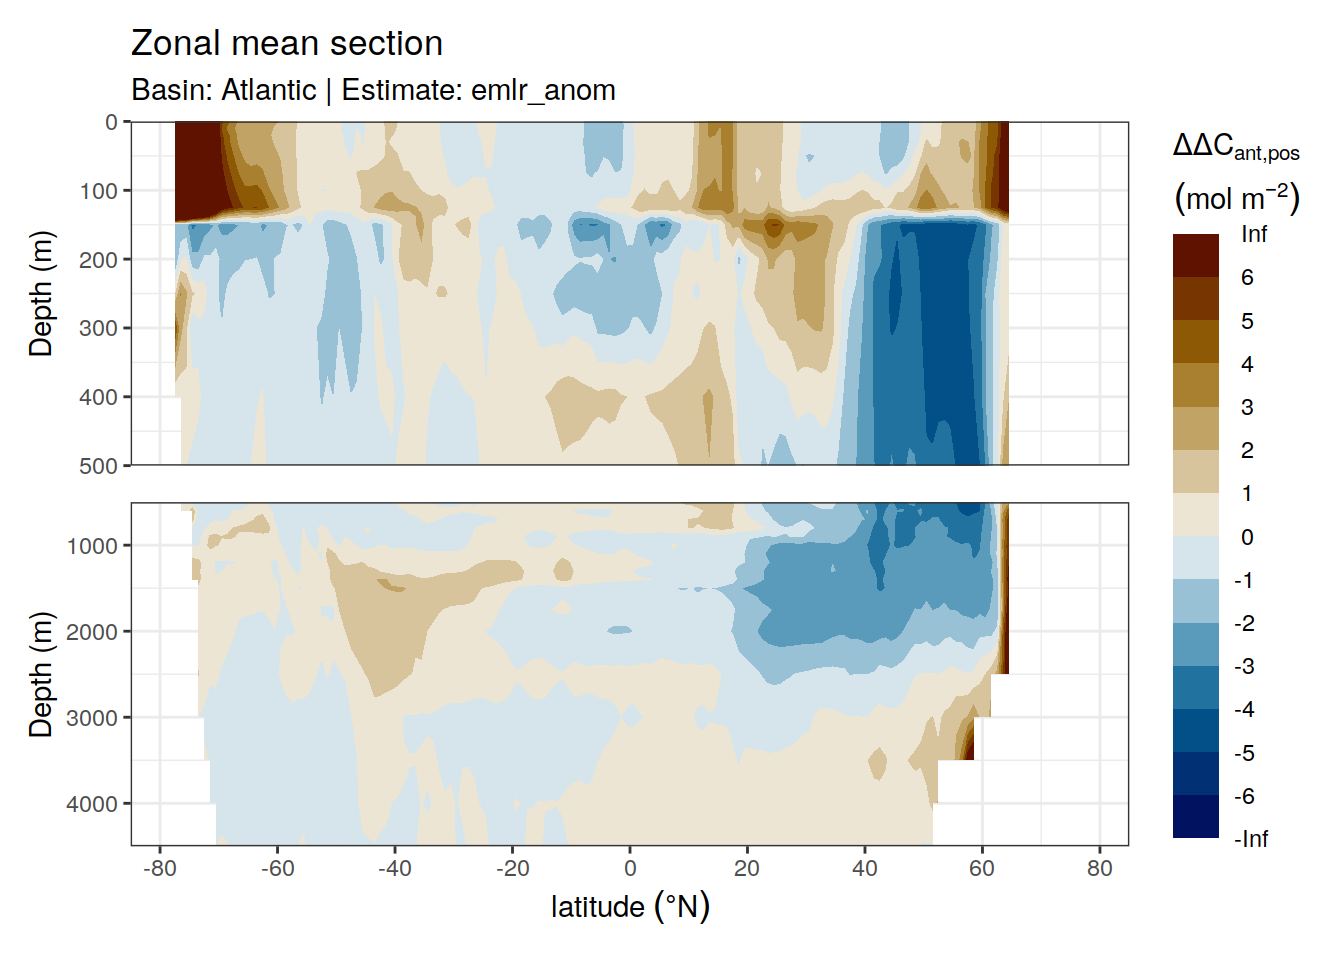 Zonal mean section
Basin: Atlantic | Estimate: emlr_anom
0
100
200
300
400
500
Depth (m)
1000
2000
3000
4000
Depth (m)
-80 -60 -40 -20 0 20 40 60 80
latitude (°N)
ΔΔCant,pos
(mol m⁻²)
Inf
6
5
4
3
2
1
0
-1
-2
-3
-4
-5
-6
-Inf